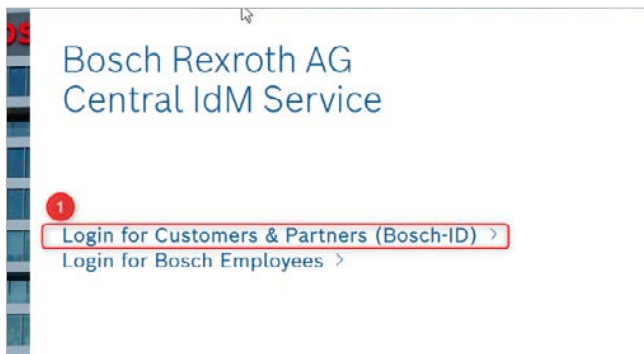 Bosch Rexroth AG
Central IdM Service
1
Login for Customers & Partners (Bosch-ID) >
Login for Bosch Employees >